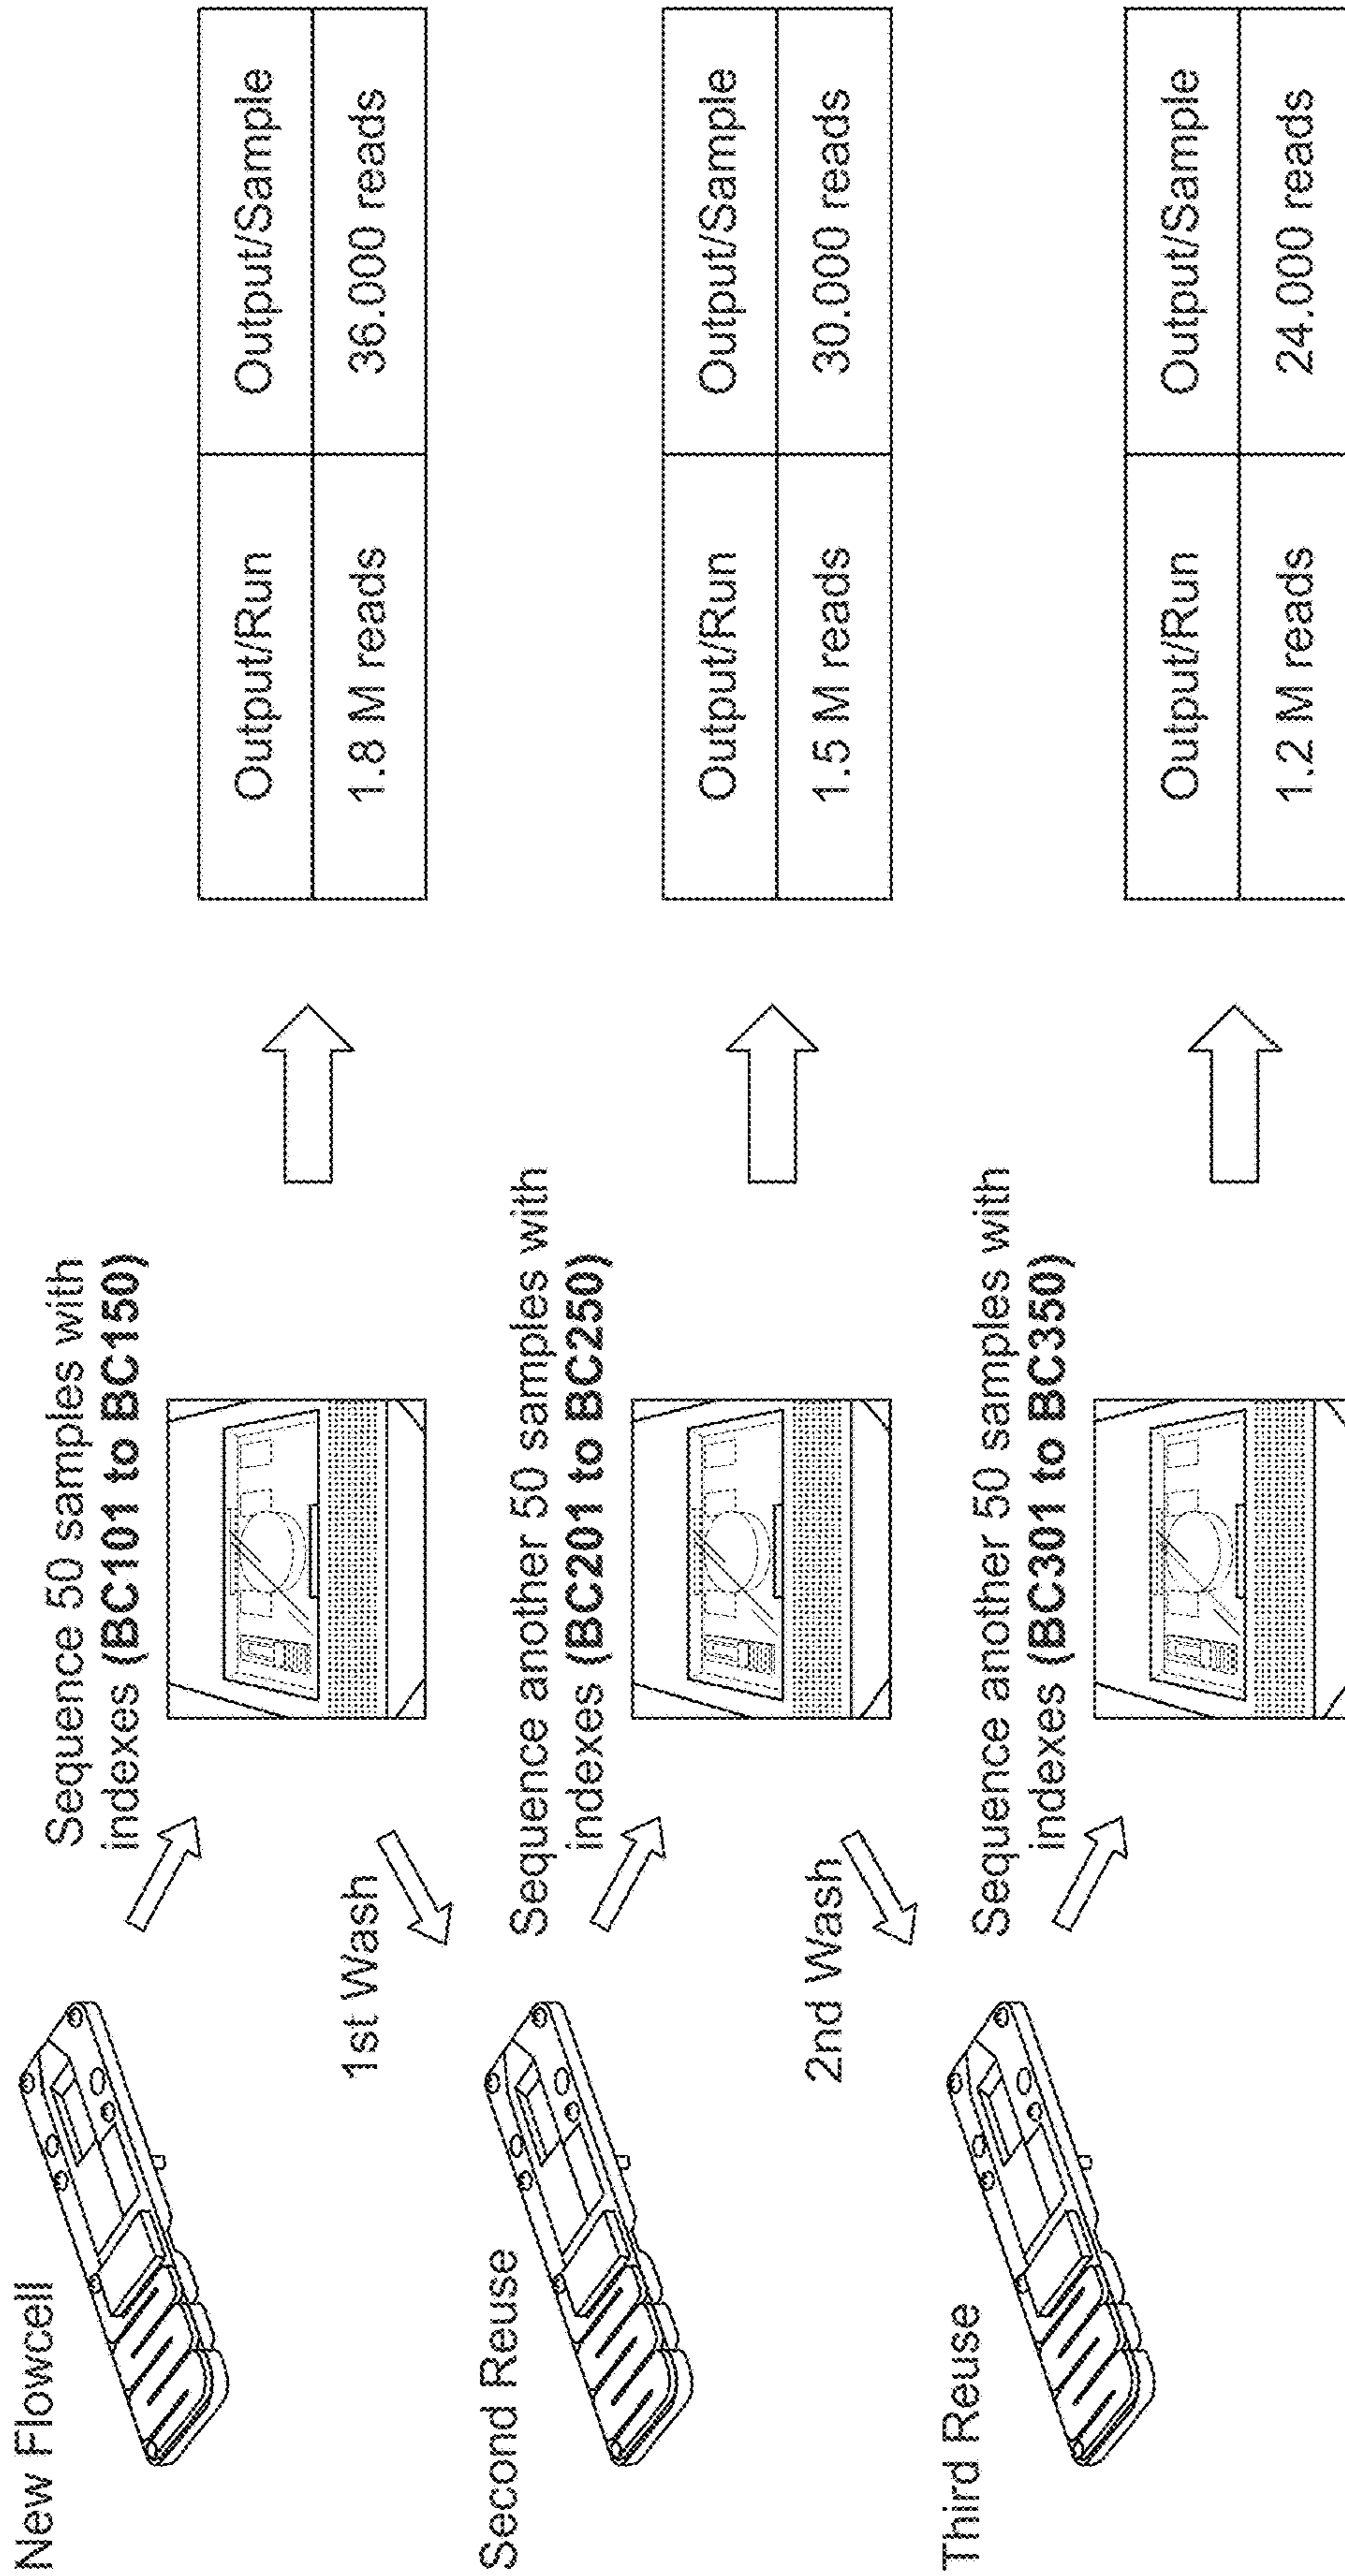 New Flowcell
Sequence 50 samples with
indexes (BC101 to BC150)
Output/Run Output/Sample
1.8 M reads 36.000 reads
1st Wash
Second Reuse
Sequence another 50 samples with
indexes (BC201 to BC250)
Output/Run Output/Sample
1.5 M reads 30.000 reads
2nd Wash
Third Reuse
Sequence another 50 samples with
indexes (BC301 to BC350)
Output/Run Output/Sample
1.2 M reads 24.000 reads